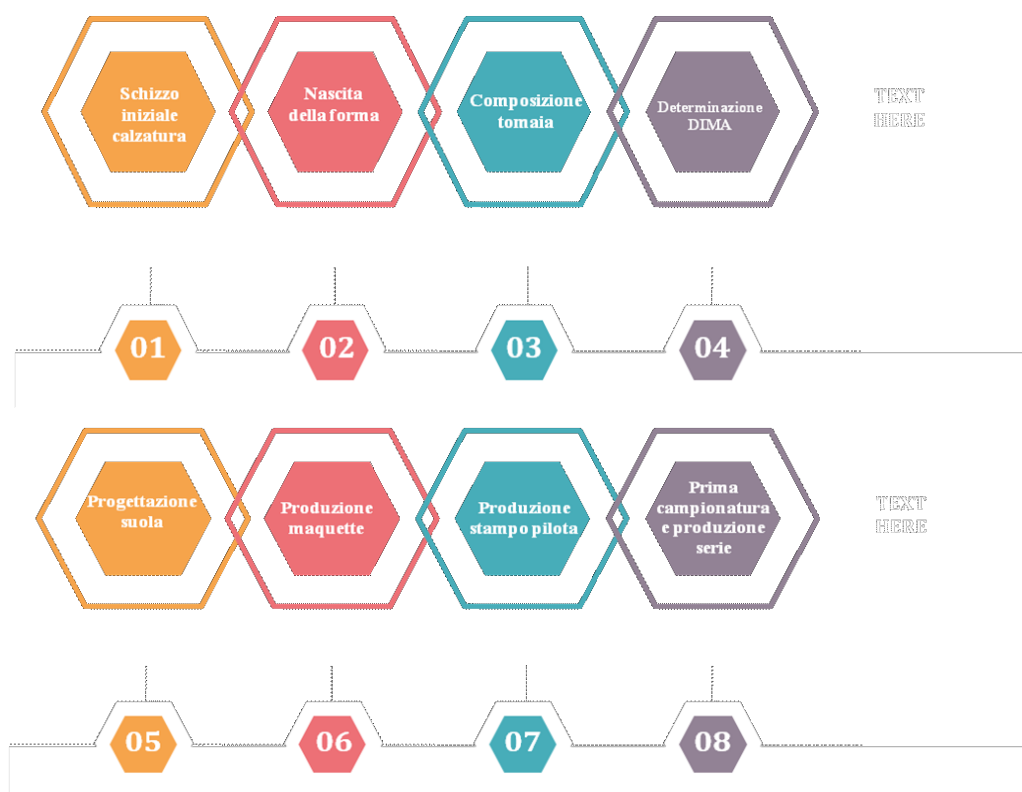 Schizzo
iniziale
calzatura
Nascita
della forma
Composizione
tomaia
Determinazione
DIMA
TEXT
HERE
01
02
03
04
Progettazione
suola
Produzione
maquette
Produzione
stampo pilota
Prima
campionatura
e produzione
serie
TEXT
HERE
05
06
07
08